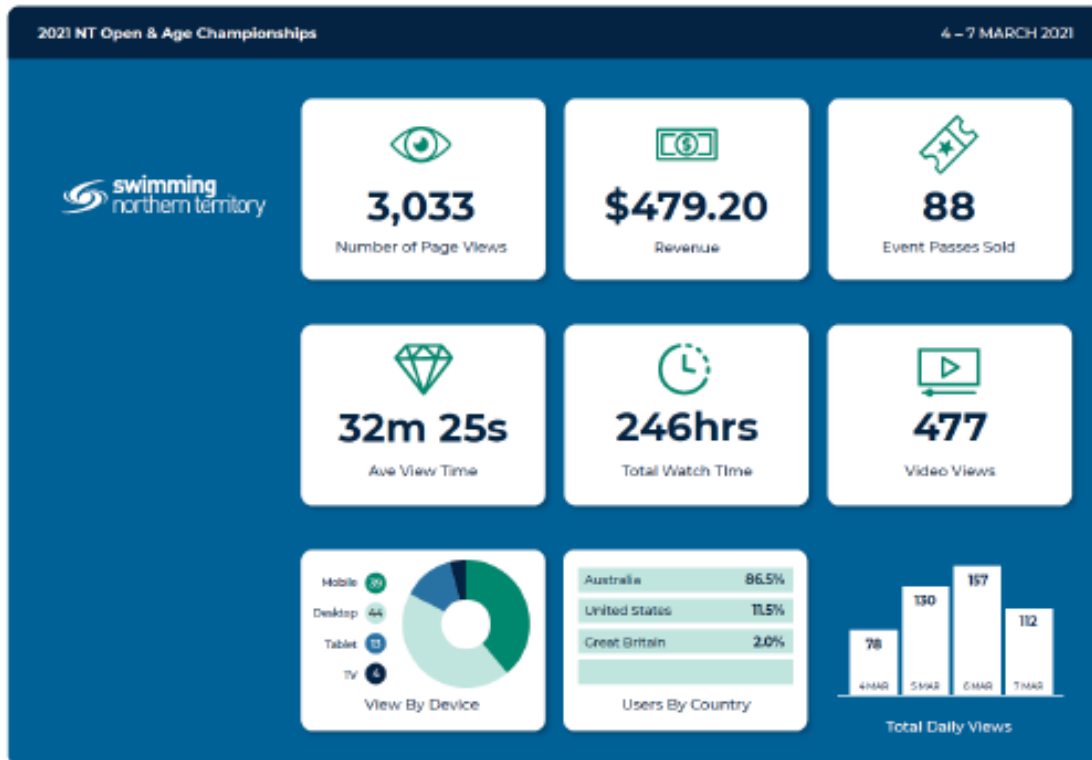 2021 NT Open & Age Championships
4 – 7 MARCH 2021
swimming
northern territory
3,033
Number of Page Views
$479.20
Revenue
88
Event Passes Sold
32m 25s
Ave View Time
246hrs
Total Watch TIme
477
Video Views
Mobile 39
Desktop 44
Tablet 13
TV 4
View By Device
Australia 86.5%
United States 11.5%
Great Britain 2.0%
Users By Country
78
130
157
112
4 MAR 5 MAR 6 MAR 7 MAR
Total Daily Views